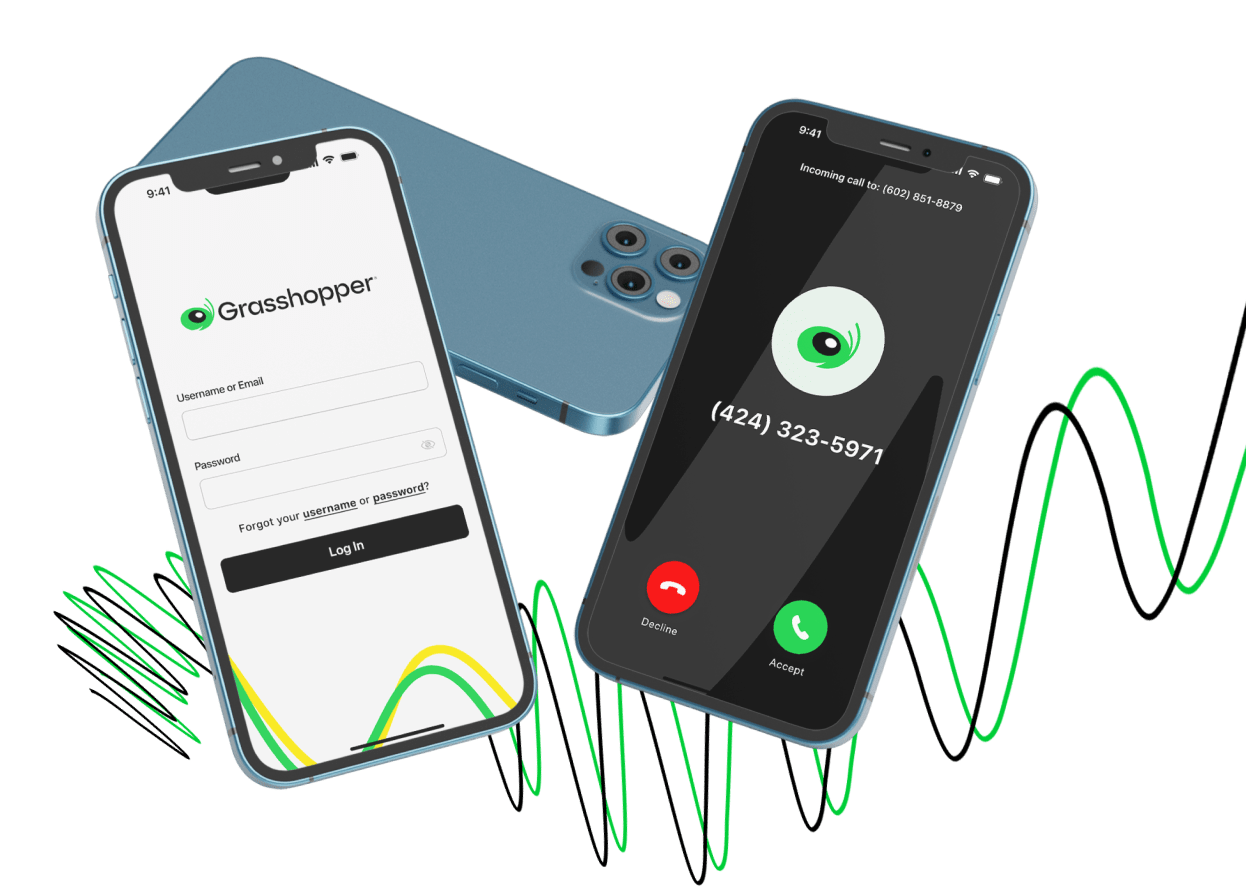 9:41
Grasshopper
Username or Email
Password
Forgot your username or password?
Log In
9:41
Incoming call to: (602) 851-8879
(424) 323-5971
Decline
Accept